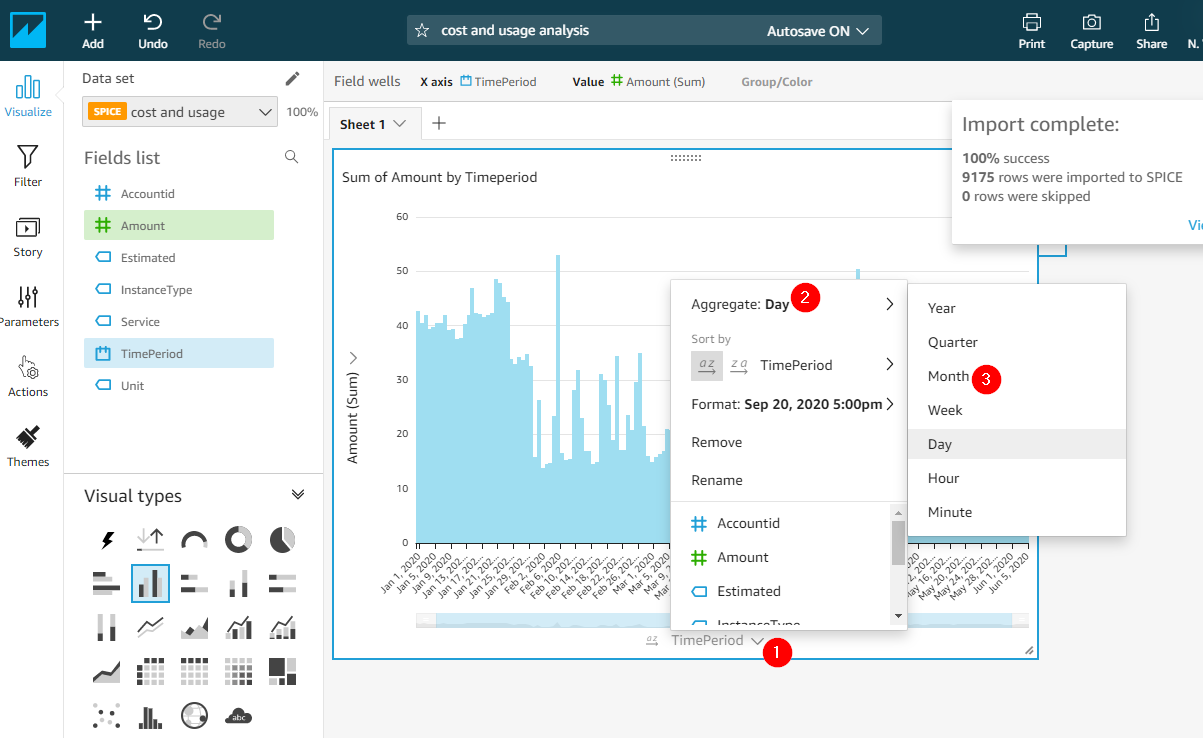 Add
Undo
Redo
cost and usage analysis
Autosave ON
Print
Capture
Share
N.
Visualize
Filter
Story
Parameters
Actions
Themes
Data set
SPICE cost and usage 100%
Fields list
Accountid
Amount
Estimated
InstanceType
Service
TimePeriod
Unit
Visual types
abc
Field wells X axis TimePeriod Value Amount (Sum) Group/Color
Sheet 1
Import complete:
100% success
9175 rows were imported to SPICE
0 rows were skipped
Vie
Sum of Amount by Timeperiod
Amount (Sum)
60
50
40
30
20
10
0
Jan 1, 2020
Jan 5, 2020
Jan 9, 2020
Jan 13, 202...
Jan 17, 202...
Jan 21, 202...
Jan 25, 202...
Jan 29, 202...
Feb 2, 2020
Feb 6, 2020
Feb 10, 202...
Feb 14, 202...
Feb 18, 202...
Feb 22, 202...
Feb 26, 202...
Mar 1, 2020
Mar 5, 2020
May 16, 202...
May 20, 202...
May 24, 202...
May 28, 202...
Jun 1, 2020
Jun 5, 2020
az TimePeriod 1
Aggregate: Day 2
Sort by
az za TimePeriod
Format: Sep 20, 2020 5:00pm
Remove
Rename
Accountid
Amount
Estimated
InstanceType
Year
Quarter
Month 3
Week
Day
Hour
Minute